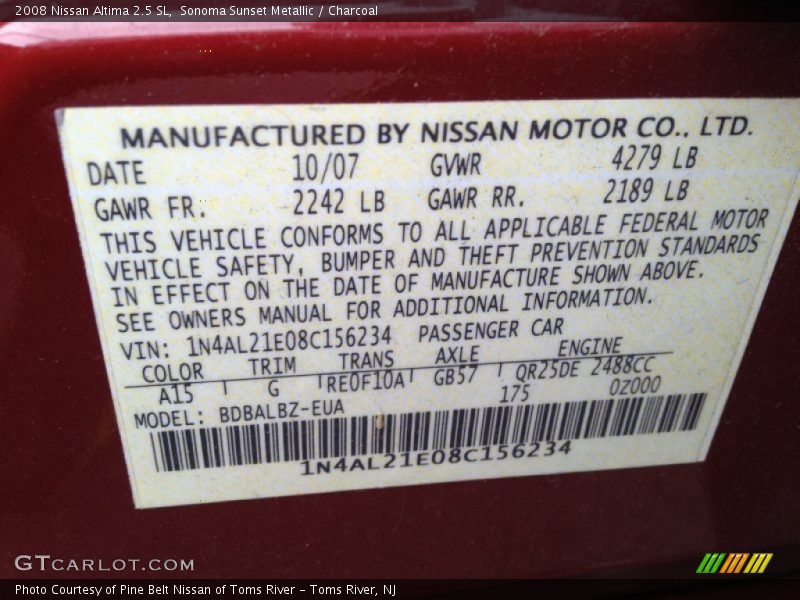 2008 Nissan Altima 2.5 SL, Sonoma Sunset Metallic / Charcoal
MANUFACTURED BY NISSAN MOTOR CO., LTD.
DATE 10/07 GVWR 4279 LB
GAWR FR. 2242 LB GAWR RR. 2189 LB
THIS VEHICLE CONFORMS TO ALL APPLICABLE FEDERAL MOTOR
VEHICLE SAFETY, BUMPER AND THEFT PREVENTION STANDARDS
IN EFFECT ON THE DATE OF MANUFACTURE SHOWN ABOVE.
SEE OWNERS MANUAL FOR ADDITIONAL INFORMATION.
VIN: 1N4AL21E08C156234 PASSENGER CAR
COLOR TRIM TRANS AXLE ENGINE
A15 G RE0F10A GB57 QR25DE 2488CC
175 0Z000
MODEL: BDBALBZ-EUA
1N4AL21E08C156234
GTCARLOT.COM
Photo Courtesy of Pine Belt Nissan of Toms River – Toms River, NJ